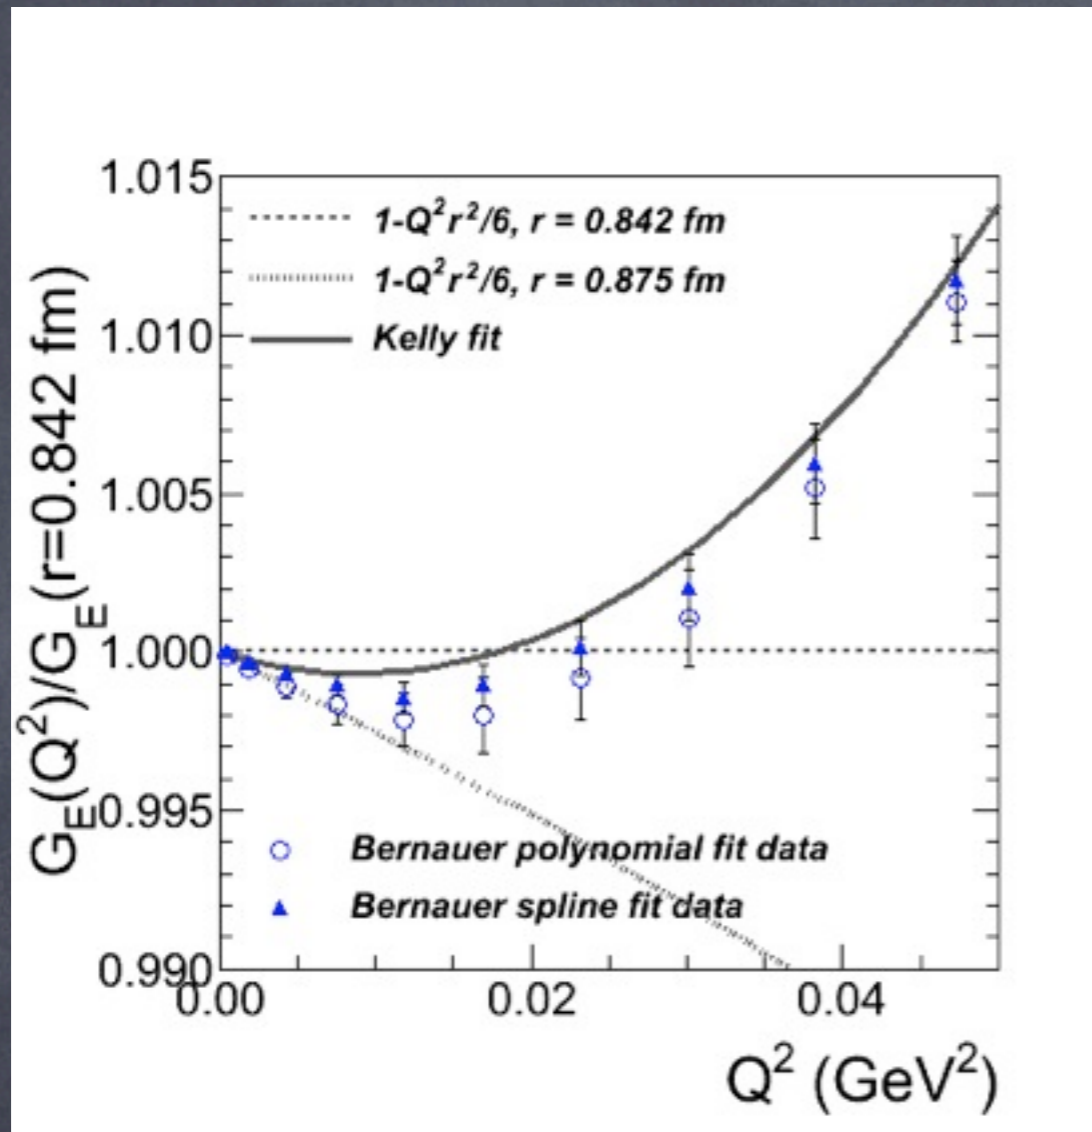 G_E(Q²)/G_E(r=0.842 fm)
1.015
1.010
1.005
1.000
0.995
0.990
1-Q²r²/6, r = 0.842 fm
1-Q²r²/6, r = 0.875 fm
Kelly fit
Bernauer polynomial fit data
Bernauer spline fit data
0.00 0.02 0.04
Q² (GeV²)